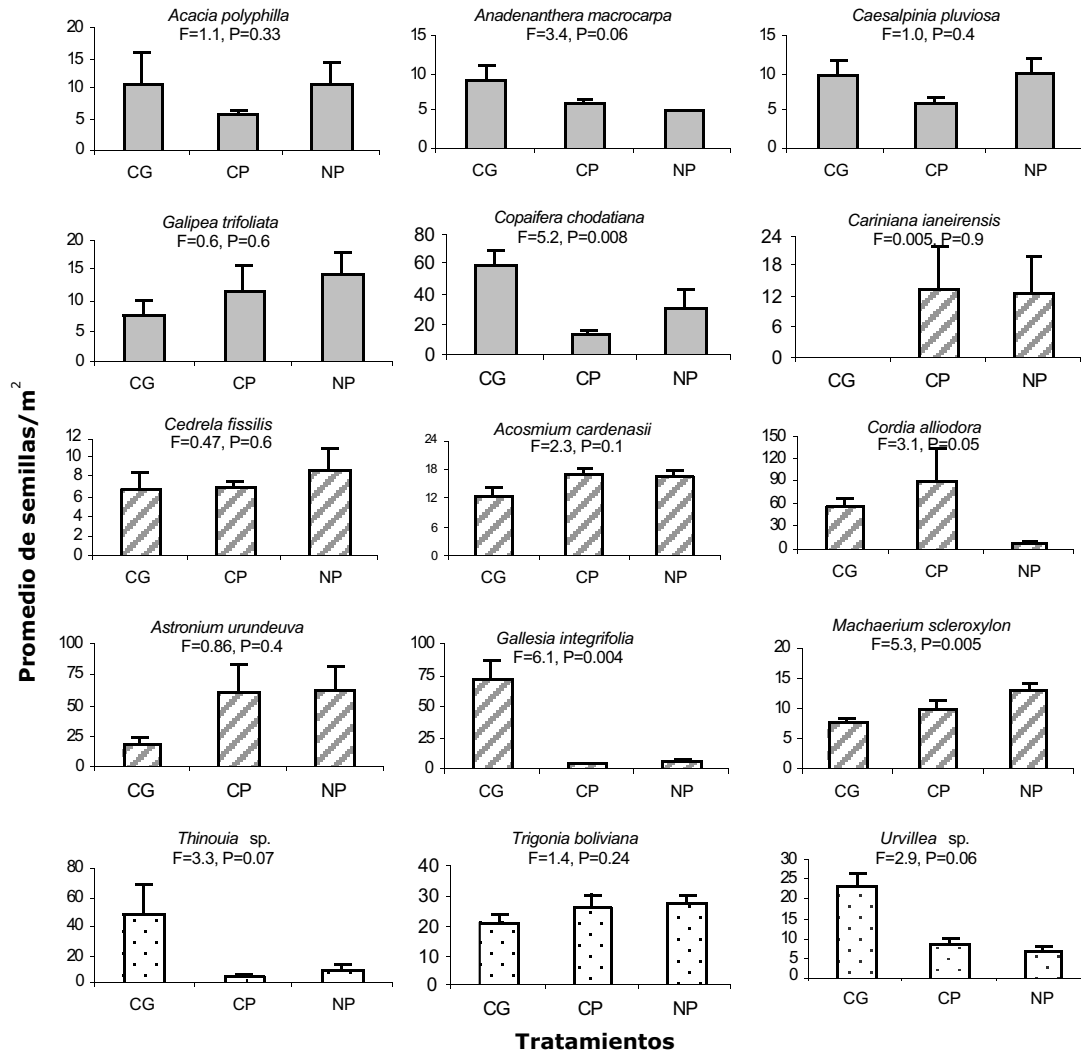 Acacia polyphilla
F=1.1, P=0.33
20
15
10
5
0
CG CP NP
Anadenanthera macrocarpa
F=3.4, P=0.06
15
10
5
0
CG CP NP
Caesalpinia pluviosa
F=1.0, P=0.4
15
10
5
0
CG CP NP
Galipea trifoliata
F=0.6, P=0.6
20
15
10
5
0
CG CP NP
Copaifera chodatiana
F=5.2, P=0.008
80
60
40
20
0
CG CP NP
Cariniana ianeirensis
F=0.005, P=0.9
24
18
12
6
0
CG CP NP
Promedio de semillas/m²
Cedrela fissilis
F=0.47, P=0.6
12
10
8
6
4
2
0
CG CP NP
Acosmium cardenasii
F=2.3, P=0.1
24
18
12
6
0
CG CP NP
Cordia alliodora
F=3.1, P=0.05
150
120
90
60
30
0
CG CP NP
Astronium urundeuva
F=0.86, P=0.4
100
75
50
25
0
CG CP NP
Gallesia integrifolia
F=6.1, P=0.004
100
75
50
25
0
CG CP NP
Machaerium scleroxylon
F=5.3, P=0.005
20
15
10
5
0
CG CP NP
Thinouia sp.
F=3.3, P=0.07
80
60
40
20
0
CG CP NP
Trigonia boliviana
F=1.4, P=0.24
40
30
20
10
0
CG CP NP
Urvillea sp.
F=2.9, P=0.06
30
25
20
15
10
5
0
CG CP NP
Tratamientos